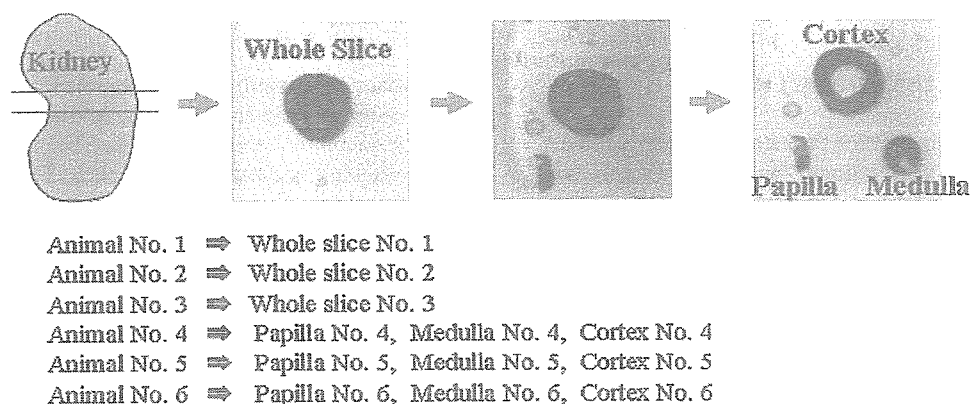 Kidney
Whole Slice
Cortex
Papilla
Medulla
Animal No. 1 ⇒ Whole slice No. 1
Animal No. 2 ⇒ Whole slice No. 2
Animal No. 3 ⇒ Whole slice No. 3
Animal No. 4 ⇒ Papilla No. 4, Medulla No. 4, Cortex No. 4
Animal No. 5 ⇒ Papilla No. 5, Medulla No. 5, Cortex No. 5
Animal No. 6 ⇒ Papilla No. 6, Medulla No. 6, Cortex No. 6